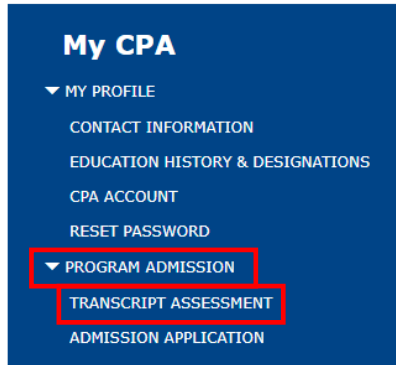 My CPA
MY PROFILE
CONTACT INFORMATION
EDUCATION HISTORY & DESIGNATIONS
CPA ACCOUNT
RESET PASSWORD
PROGRAM ADMISSION
TRANSCRIPT ASSESSMENT
ADMISSION APPLICATION